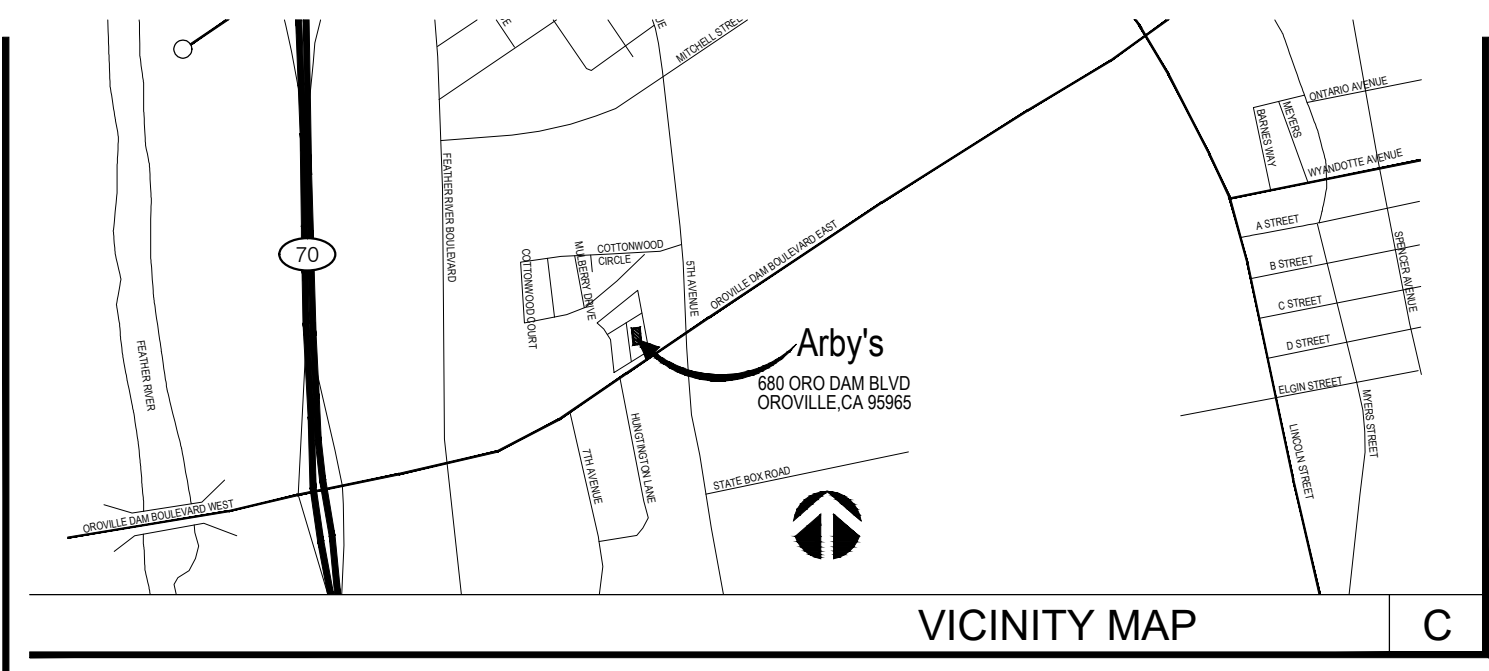 MITCHELL
ONTARIO AVENUE
MEYERS
BARNES WAY
WYANDOTTE AVENUE
FEATHER RIVER BOULEVARD
A STREET
B STREET
SPENCER AVENUE
C STREET
D STREET
ELGIN STREET
MYERS STREET
LINCOLN STREET
70
COTTONWOOD
CIRCLE
MULBERRY DRIVE
COTTONWOOD COURT
5TH AVENUE
OROVILLE DAM BOULEVARD EAST
Arby's
680 ORO DAM BLVD
OROVILLE,CA 95965
FEATHER RIVER
HUNGTINGTON LANE
7TH AVENUE
STATE BOX ROAD
OROVILLE DAM BOULEVARD WEST
VICINITY MAP
C